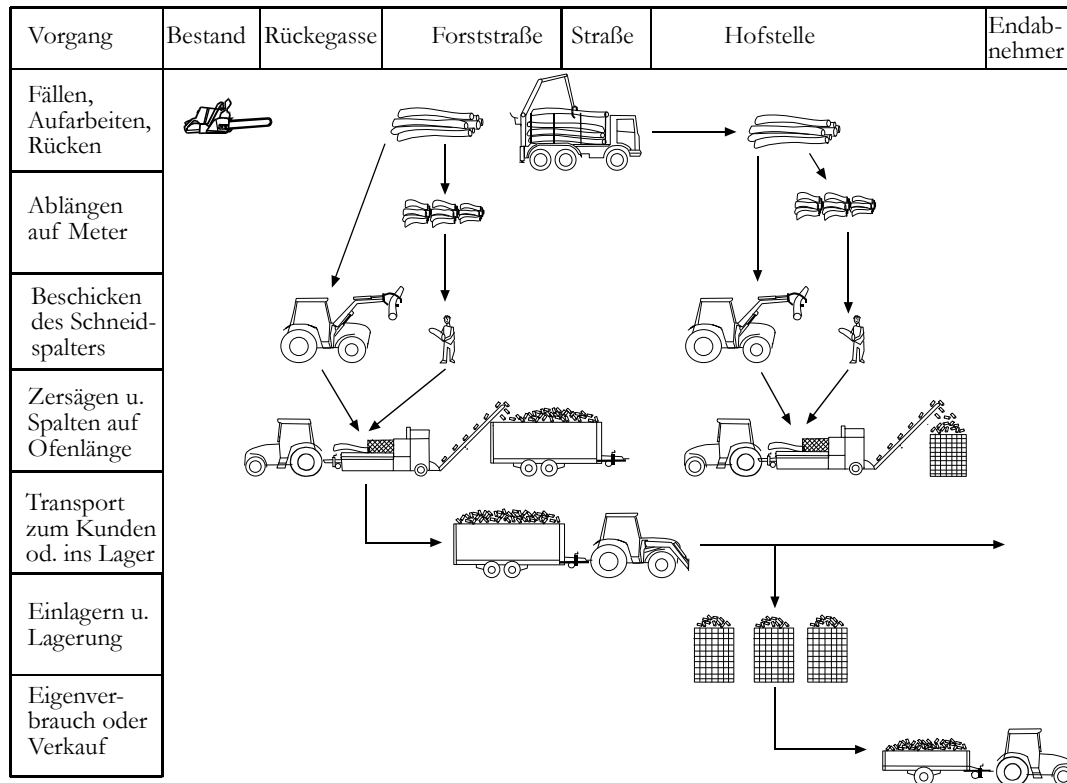 Vorgang
Bestand
Rückegasse
Forststraße
Straße
Hofstelle
Endab-
nehmer
Fällen,
Aufarbeiten,
Rücken
Ablängen
auf Meter
Beschicken
des Schneid-
spalters
Zersägen u.
Spalten auf
Ofenlänge
Transport
zum Kunden
od. ins Lager
Einlagern u.
Lagerung
Eigenver-
brauch oder
Verkauf